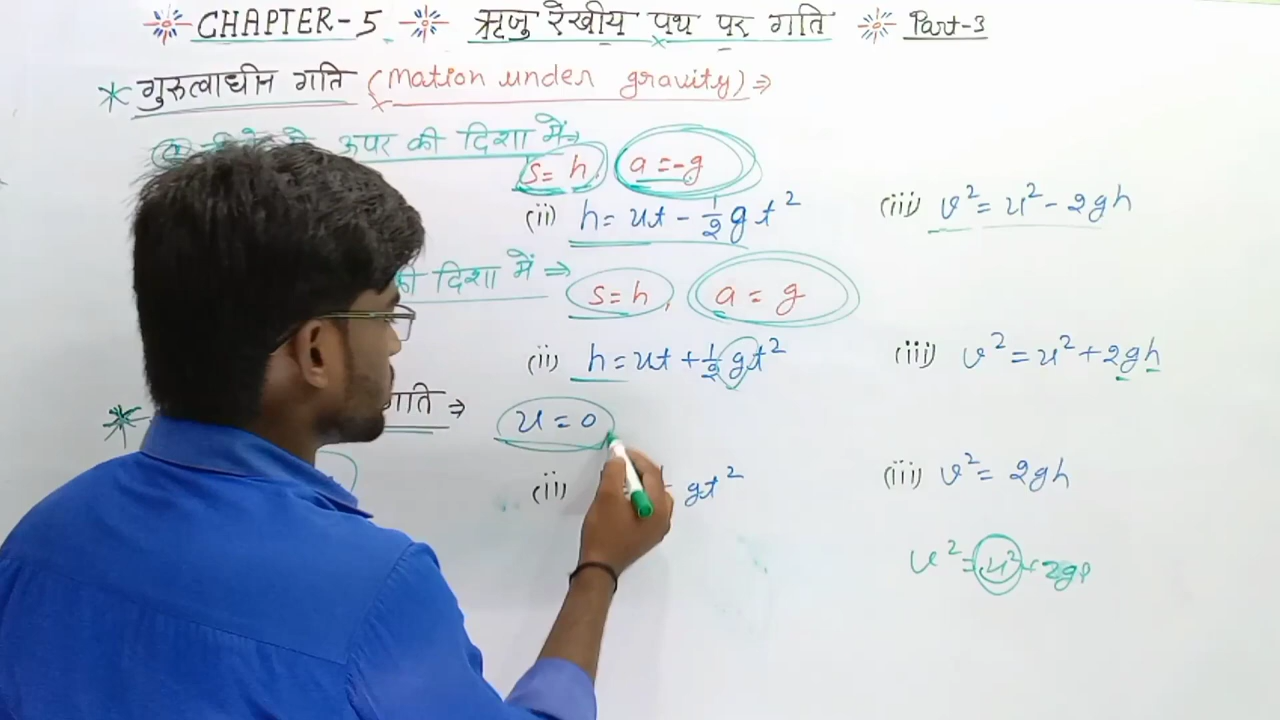 CHAPTER-5 ऋजु रेखीय पथ पर गति Part-3
गुरुत्वाधीन गति (Mation under gravity) ⇒
ऊपर की दिशा में→ s= h, a=-g
(ii) h= ut - 1/2 gt² (iii) v²= u² - 2gh
की दिशा में ⇒ s=h, a = g
(ii) h=ut + 1/2 gt² (iii) v² = u² + 2gh
गति ⇒ u = 0
(ii) gt² (iii) v² = 2gh
v² = u² + 2g